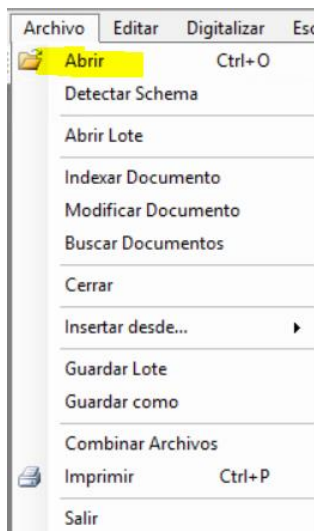 Archivo Editar Digitalizar Esc
Abrir Ctrl+O
Detectar Schema
Abrir Lote
Indexar Documento
Modificar Documento
Buscar Documentos
Cerrar
Insertar desde...
Guardar Lote
Guardar como
Combinar Archivos
Imprimir Ctrl+P
Salir